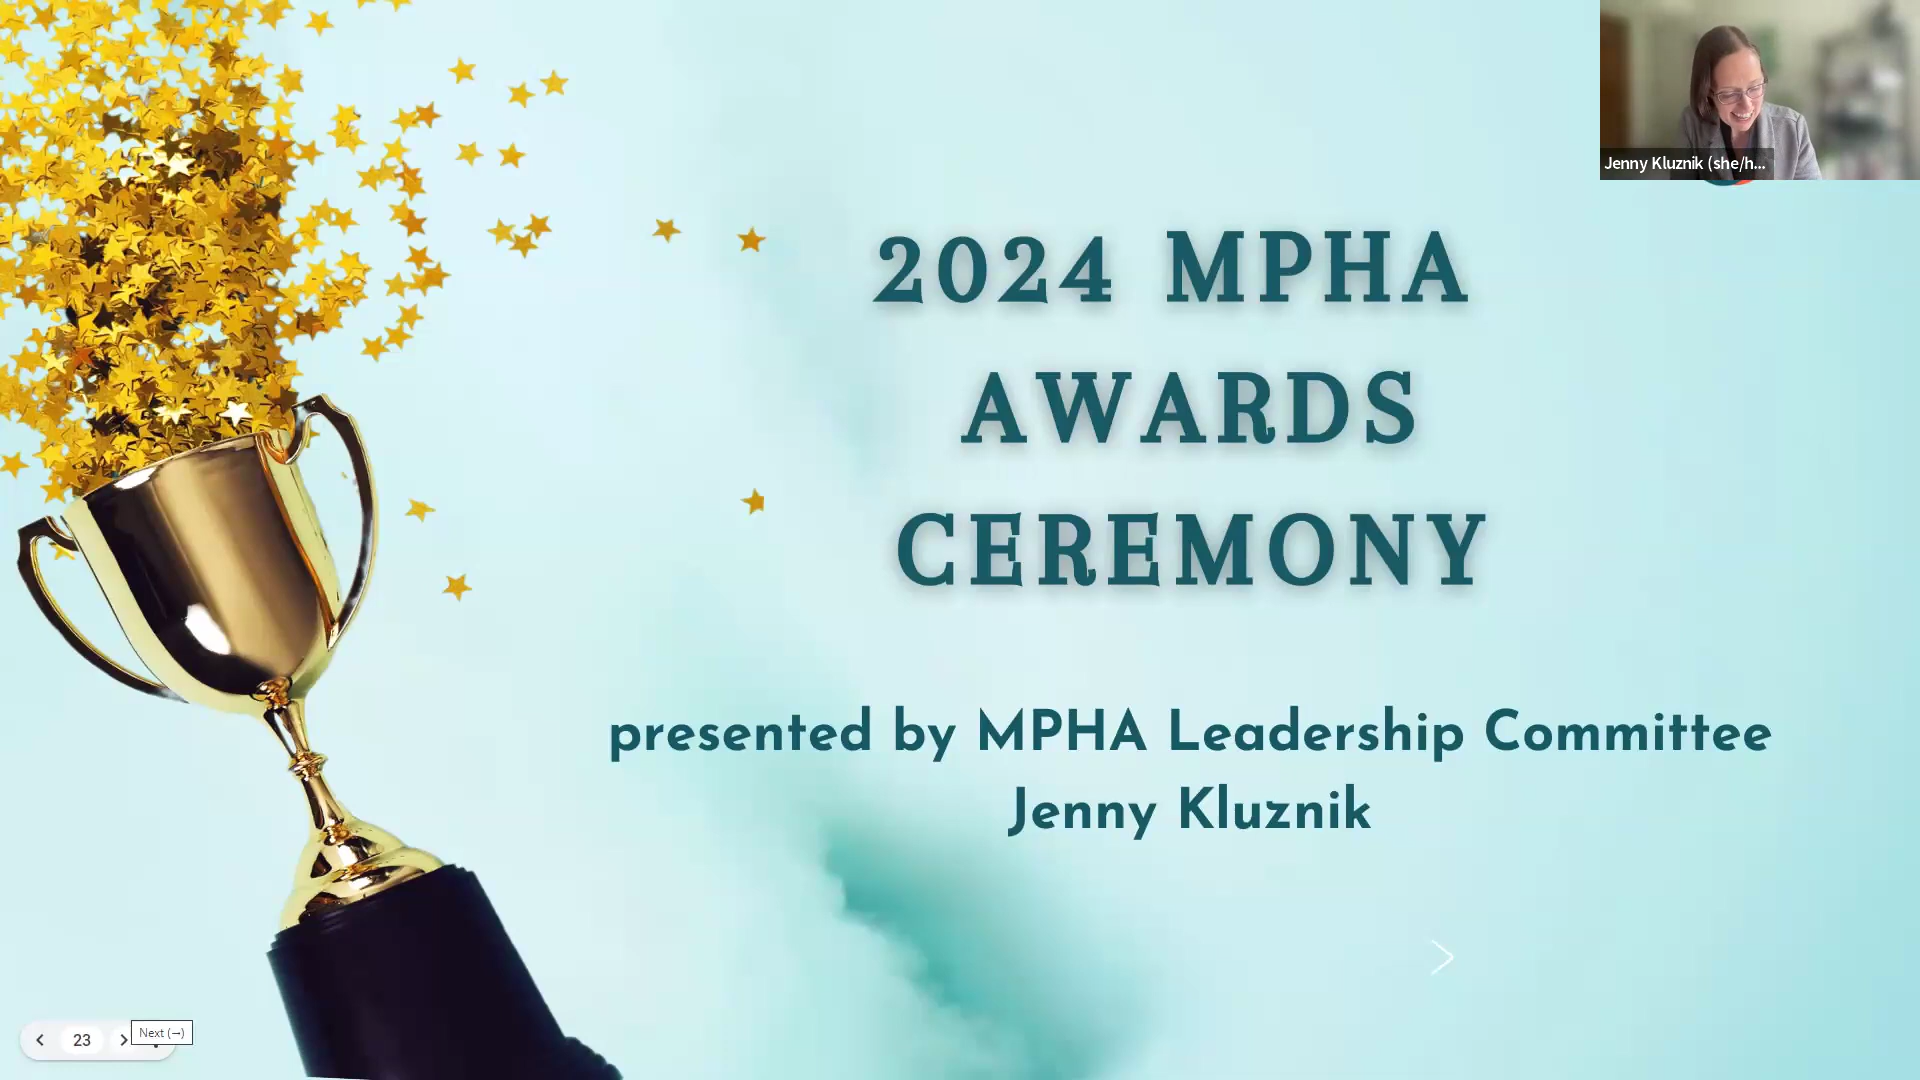 Jenny Kluznik (she/h...
2024 MPHA
AWARDS
CEREMONY
presented by MPHA Leadership Committee
Jenny Kluznik
23
Next (→)